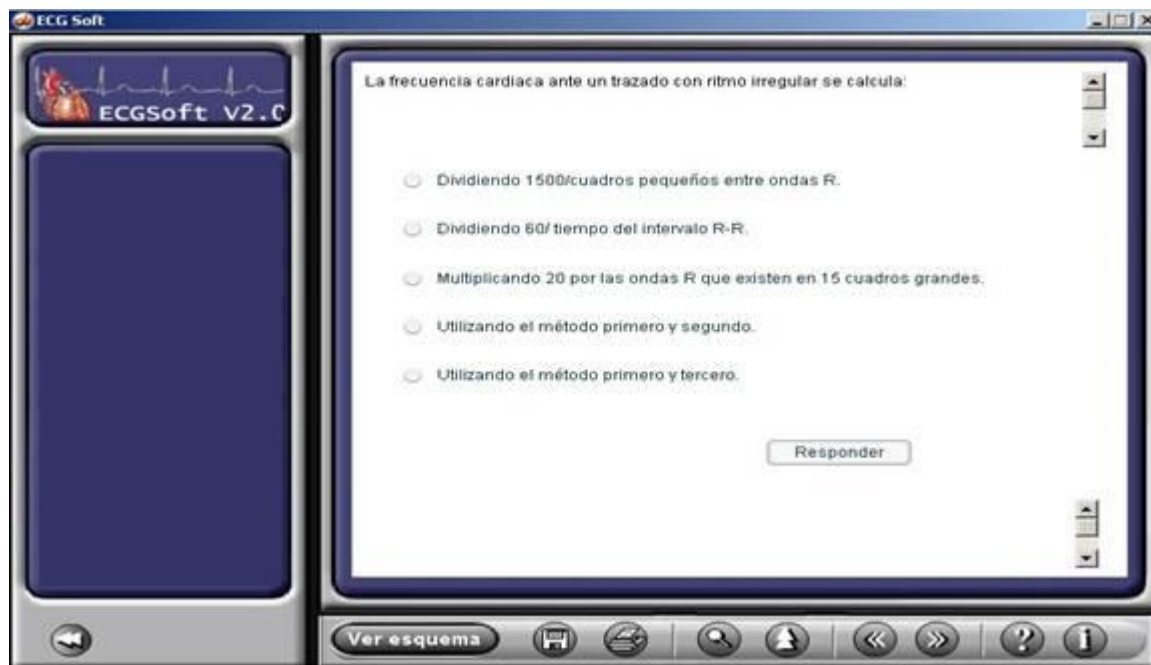 ECG Soft
ECGSoft V2.0
La frecuencia cardiaca ante un trazado con ritmo irregular se calcula:
Dividiendo 1500/cuadros pequeños entre ondas R.
Dividiendo 60/ tiempo del intervalo R-R.
Multiplicando 20 por las ondas R que existen en 15 cuadros grandes.
Utilizando el método primero y segundo.
Utilizando el método primero y tercero.
Responder
Ver esquema